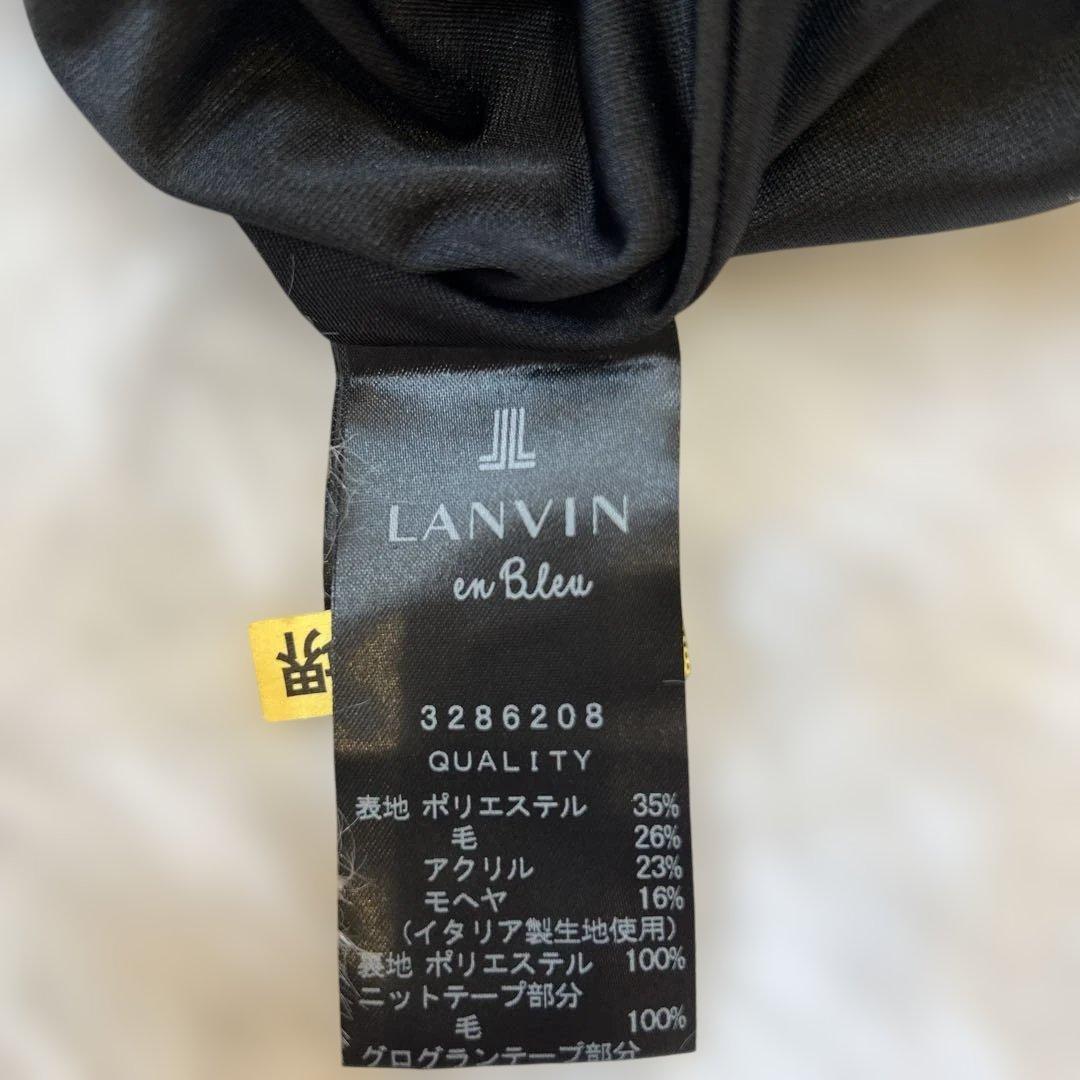 LANVIN
en Bleu
3286208
QUALITY
表地 ポリエステル 35%
毛 26%
アクリル 23%
モヘヤ 16%
(イタリア製生地使用)
裏地 ポリエステル 100%
ニットテープ部分
毛 100%
グログランテープ部分